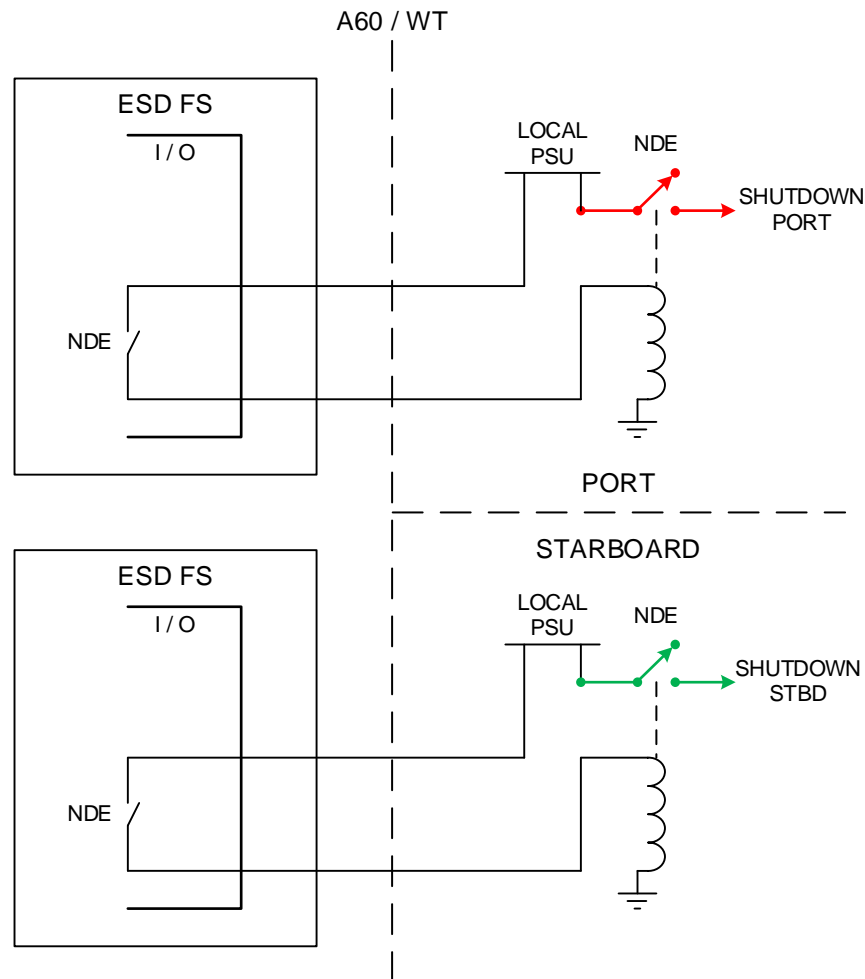 A60 / WT
ESD FS
I / O
NDE
LOCAL
PSU
NDE
SHUTDOWN
PORT
PORT
STARBOARD
ESD FS
I / O
NDE
LOCAL
PSU
NDE
SHUTDOWN
STBD